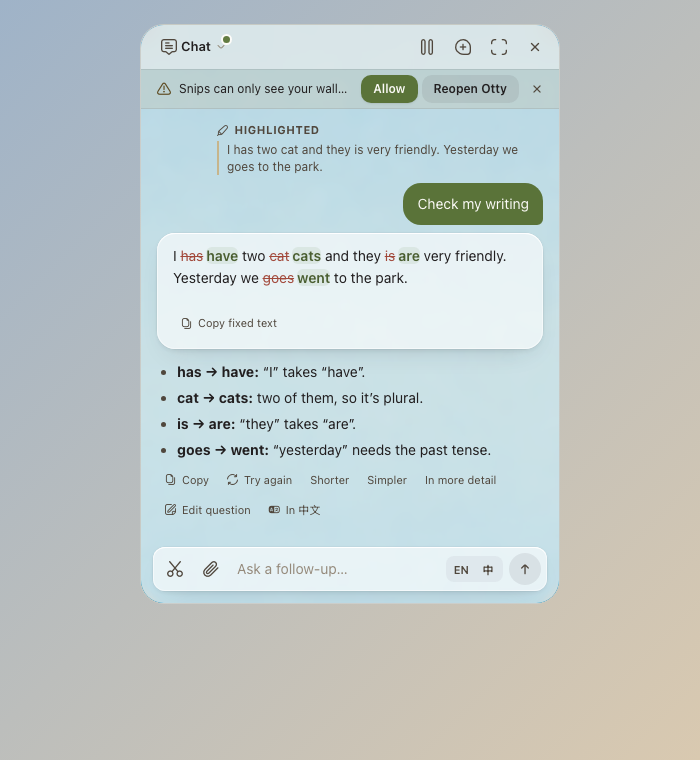 Chat
Snips can only see your wall...
Allow
Reopen Otty
HIGHLIGHTED
I has two cat and they is very friendly. Yesterday we
goes to the park.
Check my writing
I has have two cat cats and they is are very friendly.
Yesterday we goes went to the park.
Copy fixed text
• has → have: “I” takes “have”.
• cat → cats: two of them, so it’s plural.
• is → are: “they” takes “are”.
• goes → went: “yesterday” needs the past tense.
Copy Try again Shorter Simpler In more detail
Edit question In 中文
Ask a follow-up...
EN 中